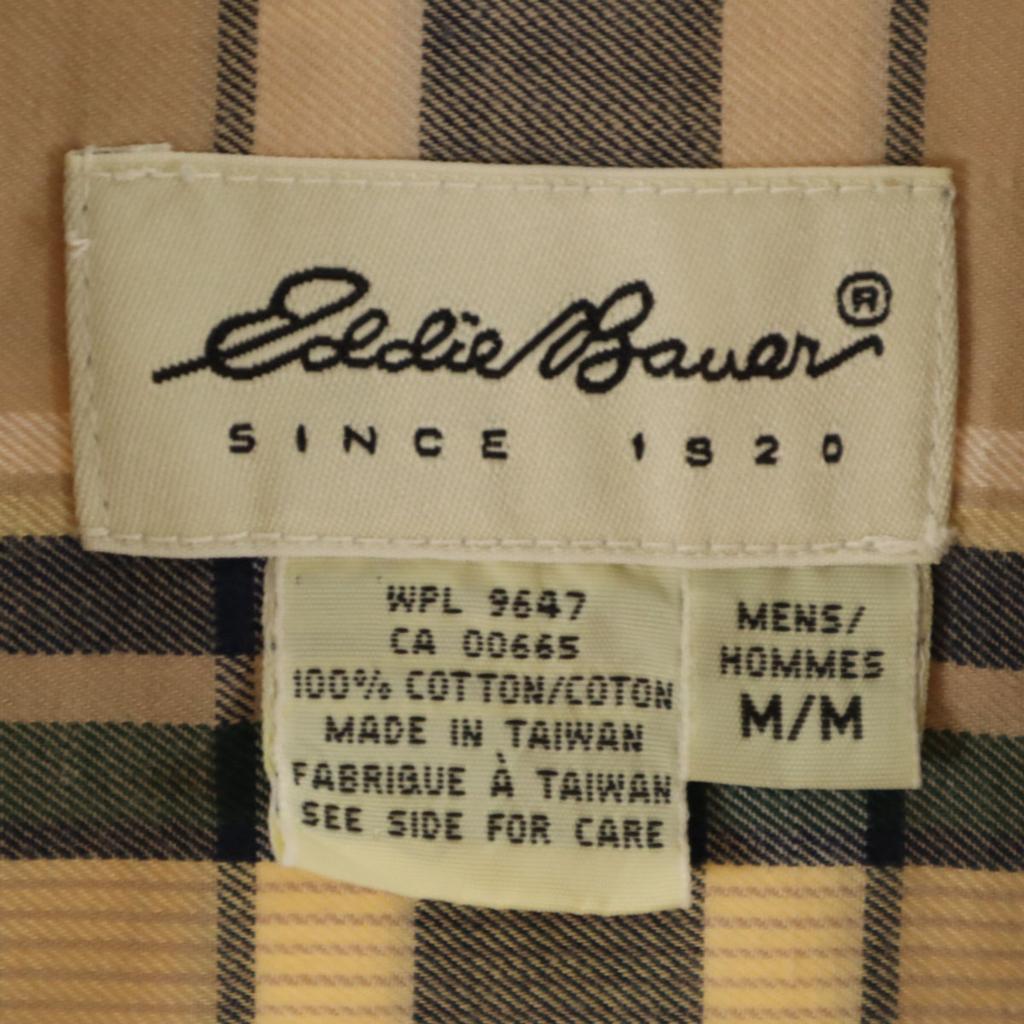 Eddie Bauer®
SINCE 1920
WPL 9647
CA 00665
100% COTTON/COTON
MADE IN TAIWAN
FABRIQUE À TAIWAN
SEE SIDE FOR CARE
MENS/
HOMMES
M/M